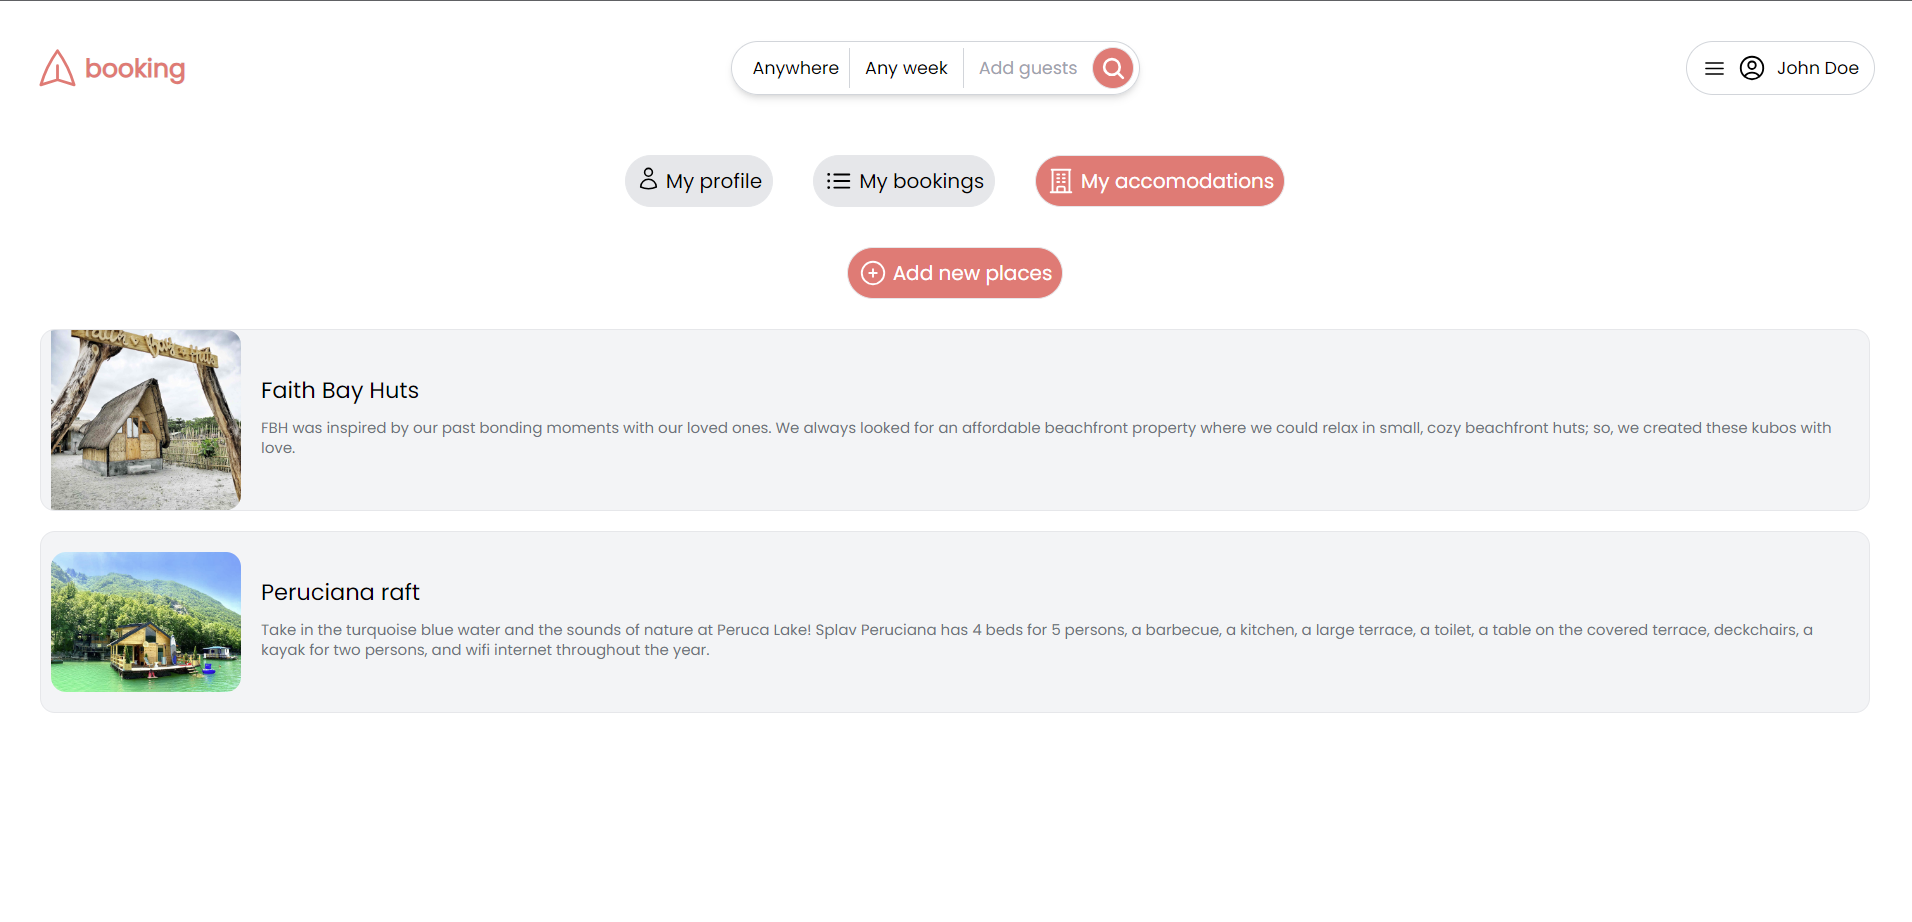 booking
Anywhere
Any week
Add guests
John Doe
My profile
My bookings
My accomodations
Add new places
Faith Bay Huts
FBH was inspired by our past bonding moments with our loved ones. We always looked for an affordable beachfront property where we could relax in small, cozy beachfront huts; so, we created these kubos with
love.
Peruciana raft
Take in the turquoise blue water and the sounds of nature at Peruca Lake! Splav Peruciana has 4 beds for 5 persons, a barbecue, a kitchen, a large terrace, a toilet, a table on the covered terrace, deckchairs, a
kayak for two persons, and wifi internet throughout the year.